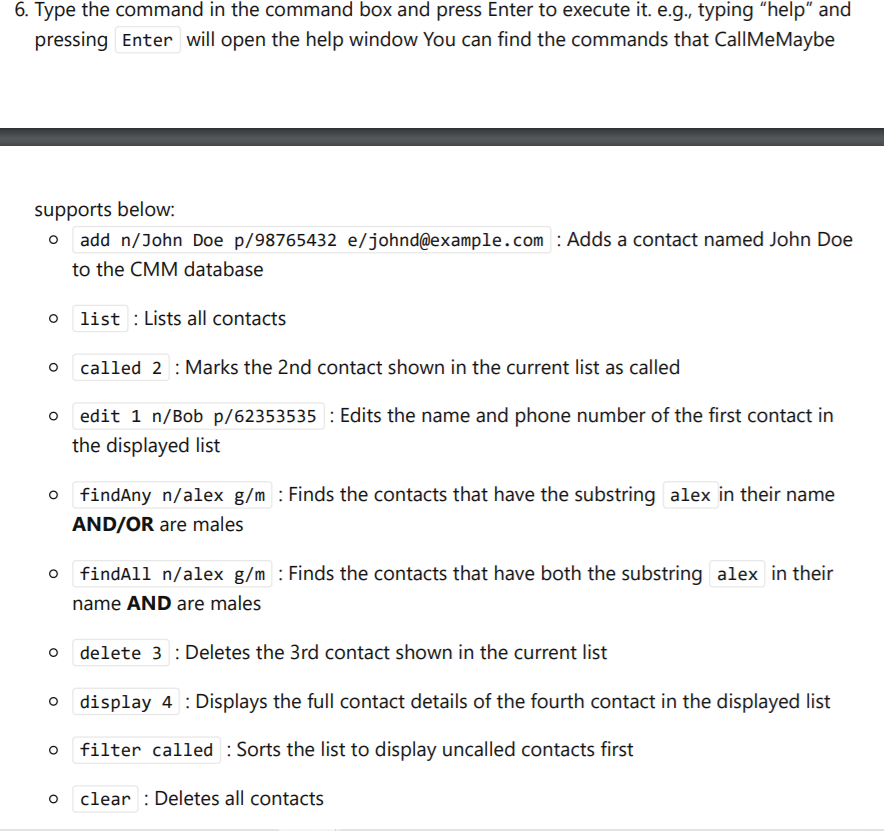 6. Type the command in the command box and press Enter to execute it. e.g., typing “help” and
pressing Enter will open the help window You can find the commands that CallMeMaybe
supports below:
add n/John Doe p/98765432 e/johnd@example.com : Adds a contact named John Doe
to the CMM database
list : Lists all contacts
called 2 : Marks the 2nd contact shown in the current list as called
edit 1 n/Bob p/62353535 : Edits the name and phone number of the first contact in
the displayed list
findAny n/alex g/m : Finds the contacts that have the substring alex in their name
AND/OR are males
findAll n/alex g/m : Finds the contacts that have both the substring alex in their
name AND are males
delete 3 : Deletes the 3rd contact shown in the current list
display 4 : Displays the full contact details of the fourth contact in the displayed list
filter called : Sorts the list to display uncalled contacts first
clear : Deletes all contacts